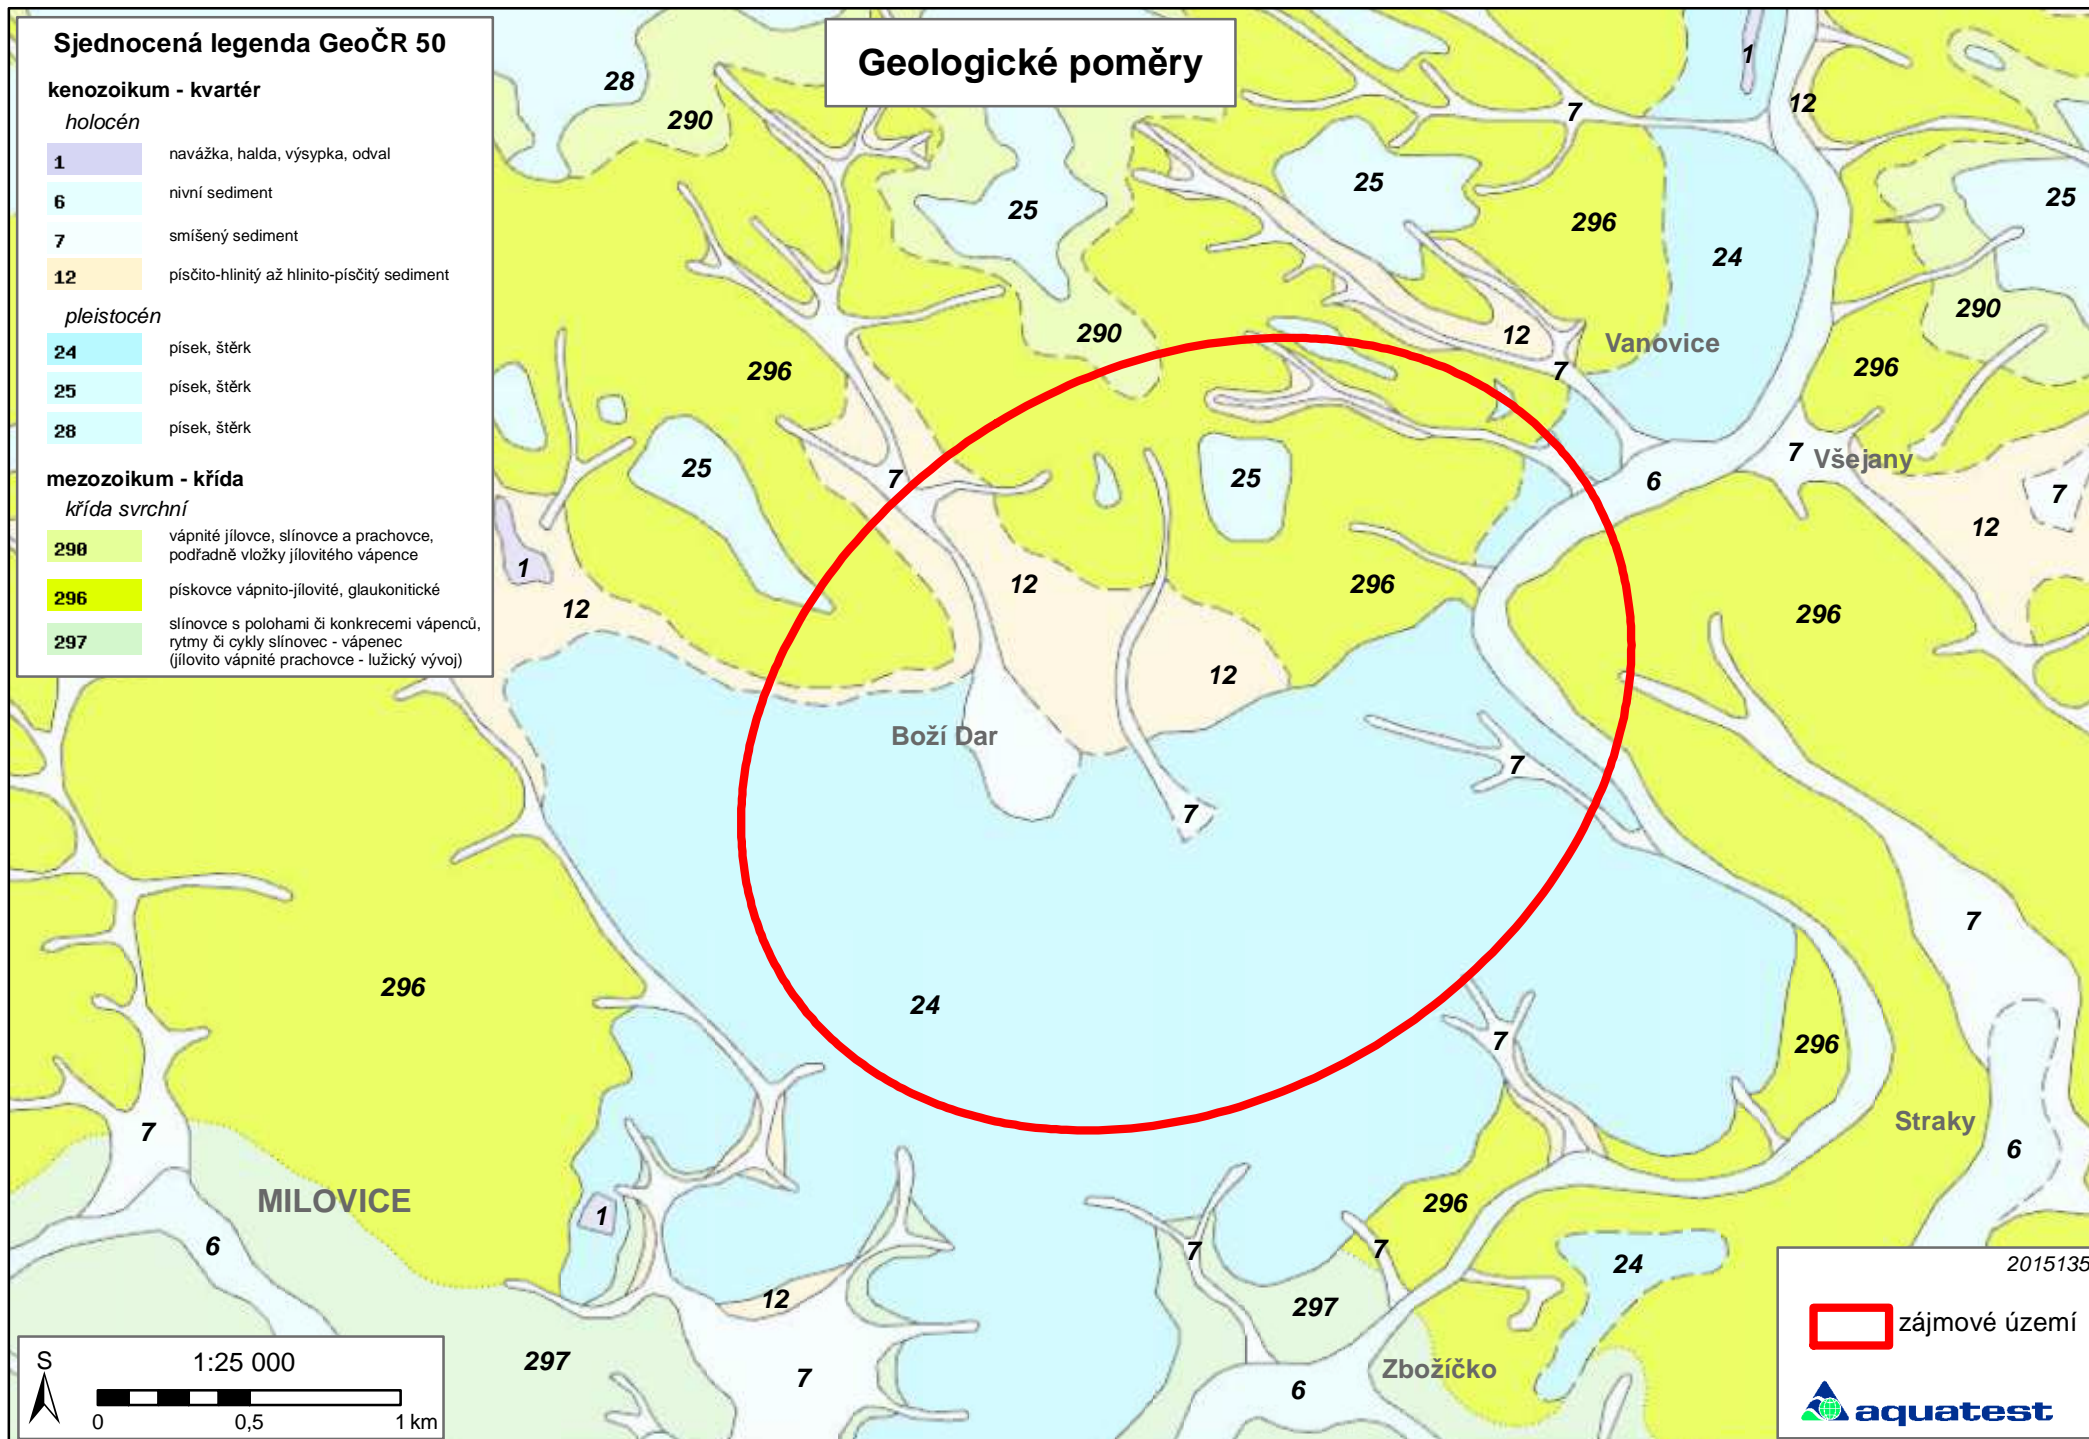 Sjednocená legenda GeoČR 50
kenozoikum - kvartér
holocén
1 navážka, halda, výsypka, odval
6 nivní sediment
7 smíšený sediment
12 písčito-hlinitý až hlinito-písčitý sediment
pleistocén
24 písek, štěrk
25 písek, štěrk
28 písek, štěrk
mezozoikum - křída
křída svrchní
290 vápnité jílovce, slínovce a prachovce,
podřadně vložky jílovitého vápence
296 pískovce vápnito-jílovité, glaukonitické
297 slínovce s polohami či konkrecemi vápenců,
rytmy či cykly slínovec - vápenec
(jílovito vápnité prachovce - lužický vývoj)
Geologické poměry
1
28
12
7
290
25
25
25
296
24
290
290
12
Vanovice
296
7
296
7
Všejany
25
7
25
6
7
12
1
12
12
296
296
12
Boží Dar
7
7
7
296
24
7
296
Straky
7
6
MILOVICE
1
296
6
7
7
24
12
297
297
7
Zbožíčko
6
S
1:25 000
0
0,5
1 km
2015135
zájmové území
aquatest